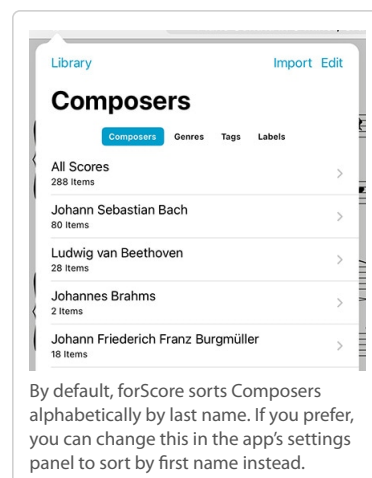 Library Import Edit
Composers
Composers Genres Tags Labels
All Scores
288 Items
Johann Sebastian Bach
80 Items
Ludwig van Beethoven
28 Items
Johannes Brahms
2 Items
Johann Friederich Franz Burgmüller
18 Items
By default, forScore sorts Composers
alphabetically by last name. If you prefer,
you can change this in the app’s settings
panel to sort by first name instead.